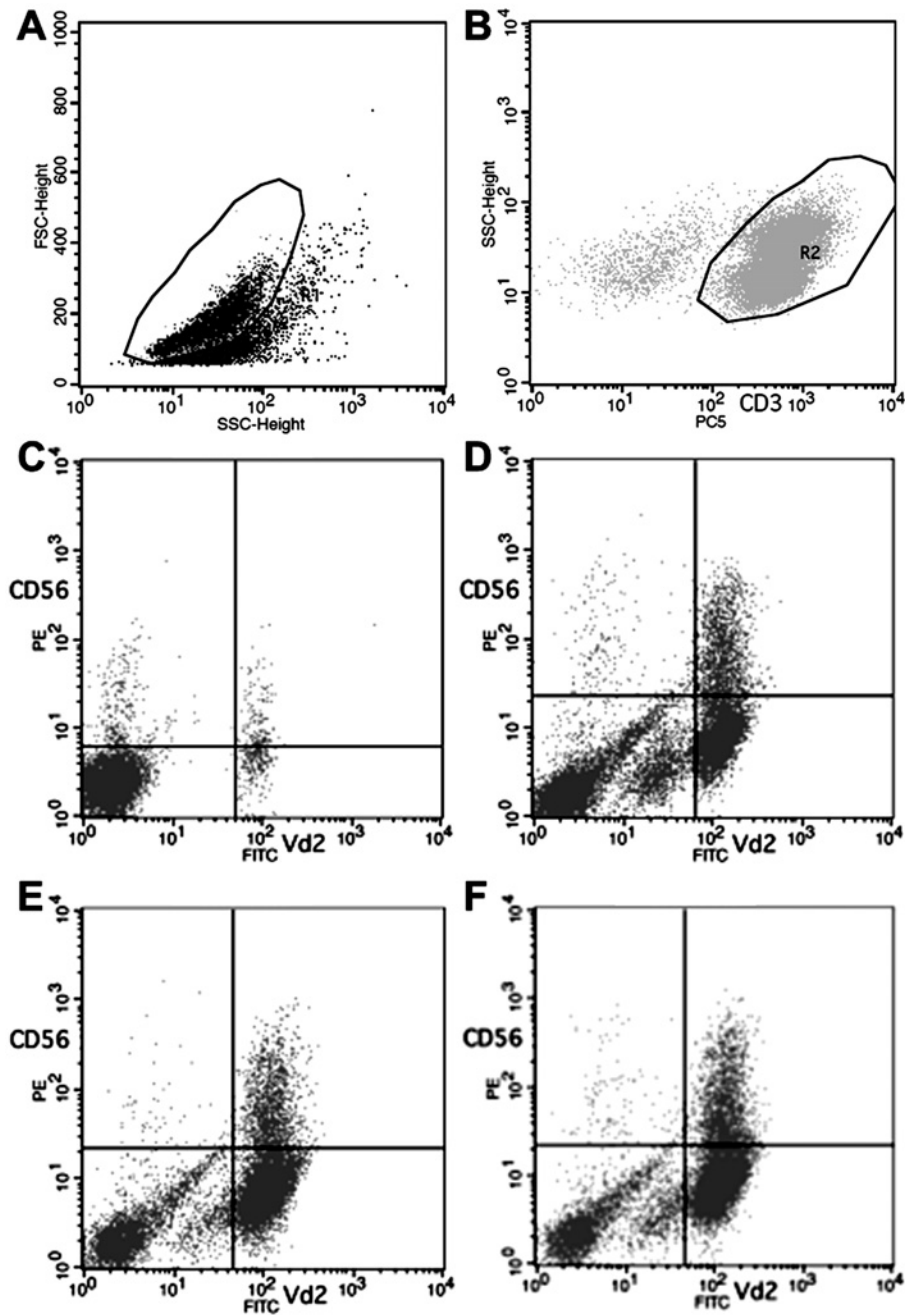 A
B
1000
800
600
400
200
0
FSC-Height
R1
10^0 10^1 10^2 10^3 10^4
SSC-Height
10^4
10^3
10^2
10^1
10^0
SSC-Height
R2
10^0 10^1 10^2 CD3 10^3 10^4
PC5
C
D
10^4
10^3
CD56
PE
10^2
10^1
10^0
10^0 10^1 10^2 10^3 10^4
FITC Vd2
10^4
10^3
CD56
PE
10^2
10^1
10^0
10^0 10^1 10^2 10^3 10^4
FITC Vd2
E
F
10^4
10^3
CD56
PE
10^2
10^1
10^0
10^0 10^1 10^2 10^3 10^4
FITC Vd2
10^4
10^3
CD56
PE
10^2
10^1
10^0
10^0 10^1 10^2 10^3 10^4
FITC Vd2